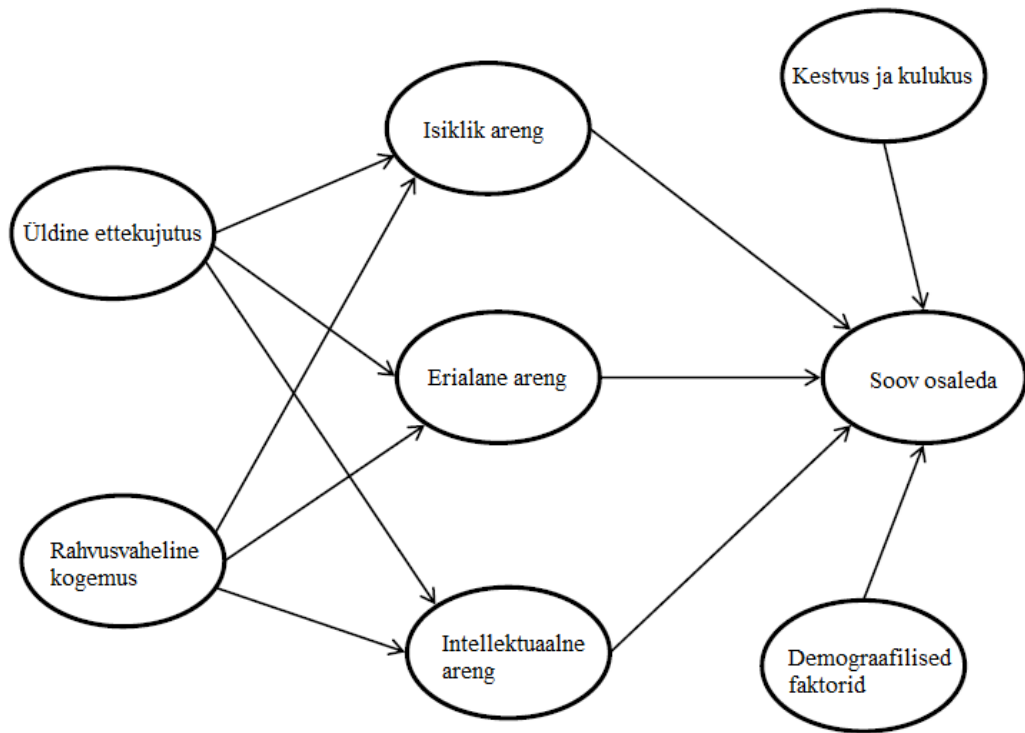 Kestvus ja kulukus
Isiklik areng
Üldine ettekujutus
Erialane areng
Soov osaleda
Rahvusvaheline
kogemus
Intellektuaalne
areng
Demograafilised
faktorid